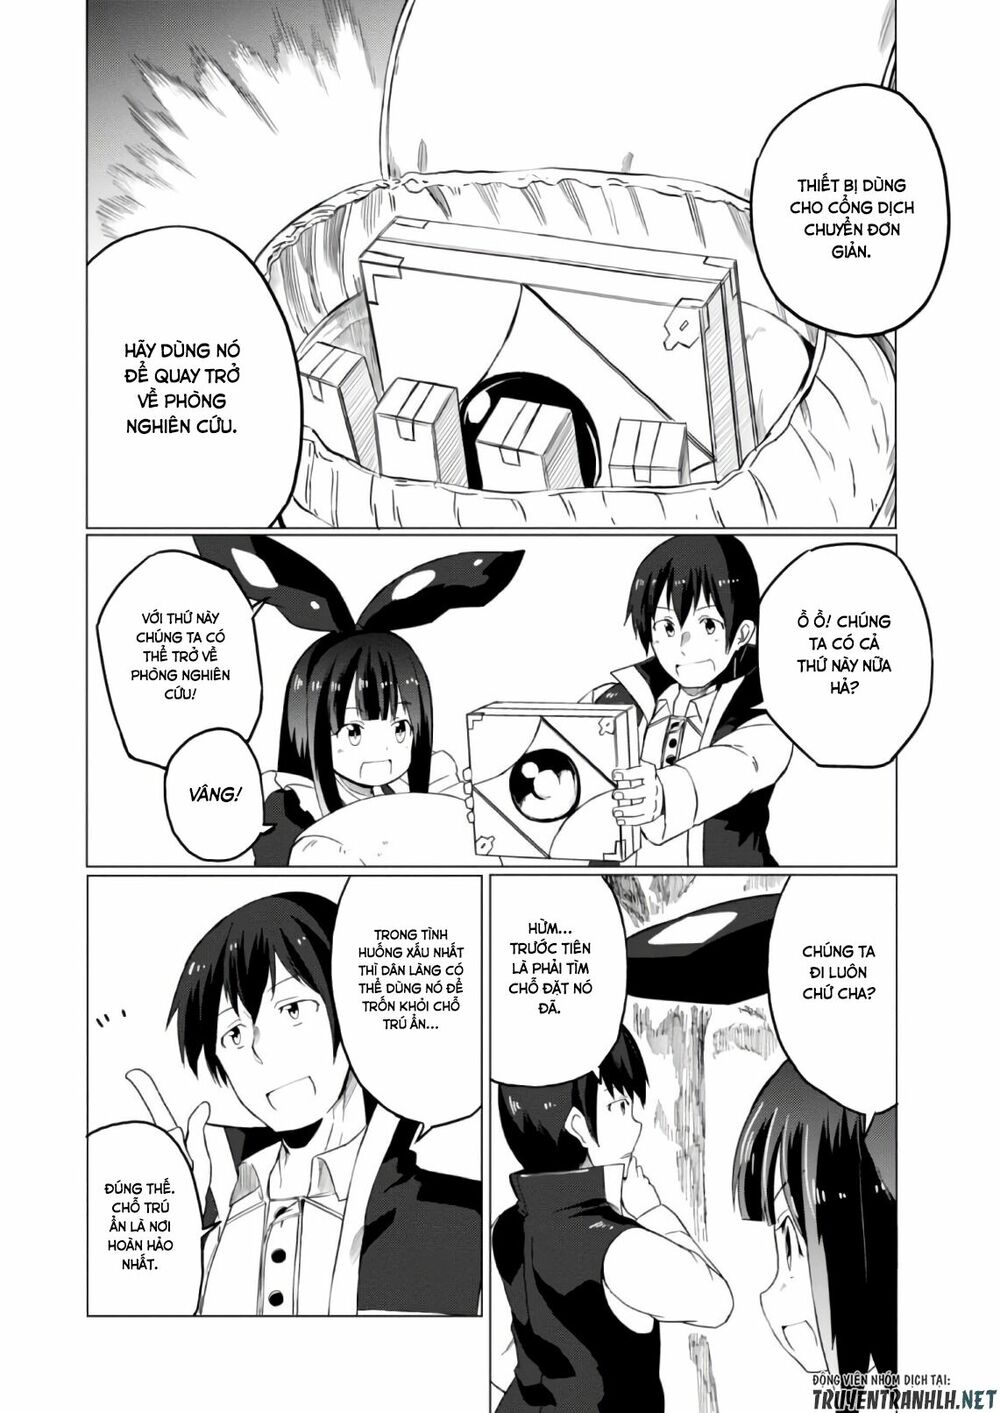 THIẾT BỊ DÙNG
CHO CỔNG DỊCH
CHUYỂN ĐƠN
GIẢN.
HÃY DÙNG NÓ
ĐỂ QUAY TRỞ
VỀ PHÒNG
NGHIÊN CỨU.
Ồ Ồ! CHÚNG
TA CÓ CẢ
THỨ NÀY NỮA
HẢ?
VỚI THỨ NÀY
CHÚNG TA CÓ
THỂ TRỞ VỀ
PHÒNG NGHIÊN
CỨU!
VÂNG!
CHÚNG TA
ĐI LUÔN
CHỨ CHA?
HỪM...
TRƯỚC TIÊN
LÀ PHẢI TÌM
CHỖ ĐẶT NÓ
ĐÃ.
TRONG TÌNH
HUỐNG XẤU NHẤT
THÌ DÂN LÀNG CÓ
THỂ DÙNG NÓ ĐỂ
TRỐN KHỎI CHỖ
TRÚ ẨN...
ĐÚNG THẾ.
CHỖ TRÚ
ẨN LÀ NƠI
HOÀN HẢO
NHẤT.
ĐỘNG VIÊN NHÓM DỊCH TẠI:
TRUYENTRANHLH.NET